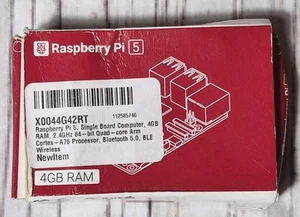 Raspberry Pi 5
X0044G42RT
112585746
Raspberry Pi 5, Single Board Computer, 4GB
RAM, 2.4GHz 64-bit Quad-core Arm
Cortex-A76 Processor, Bluetooth 5.0, BLE
Wireless
NewItem
4GB RAM